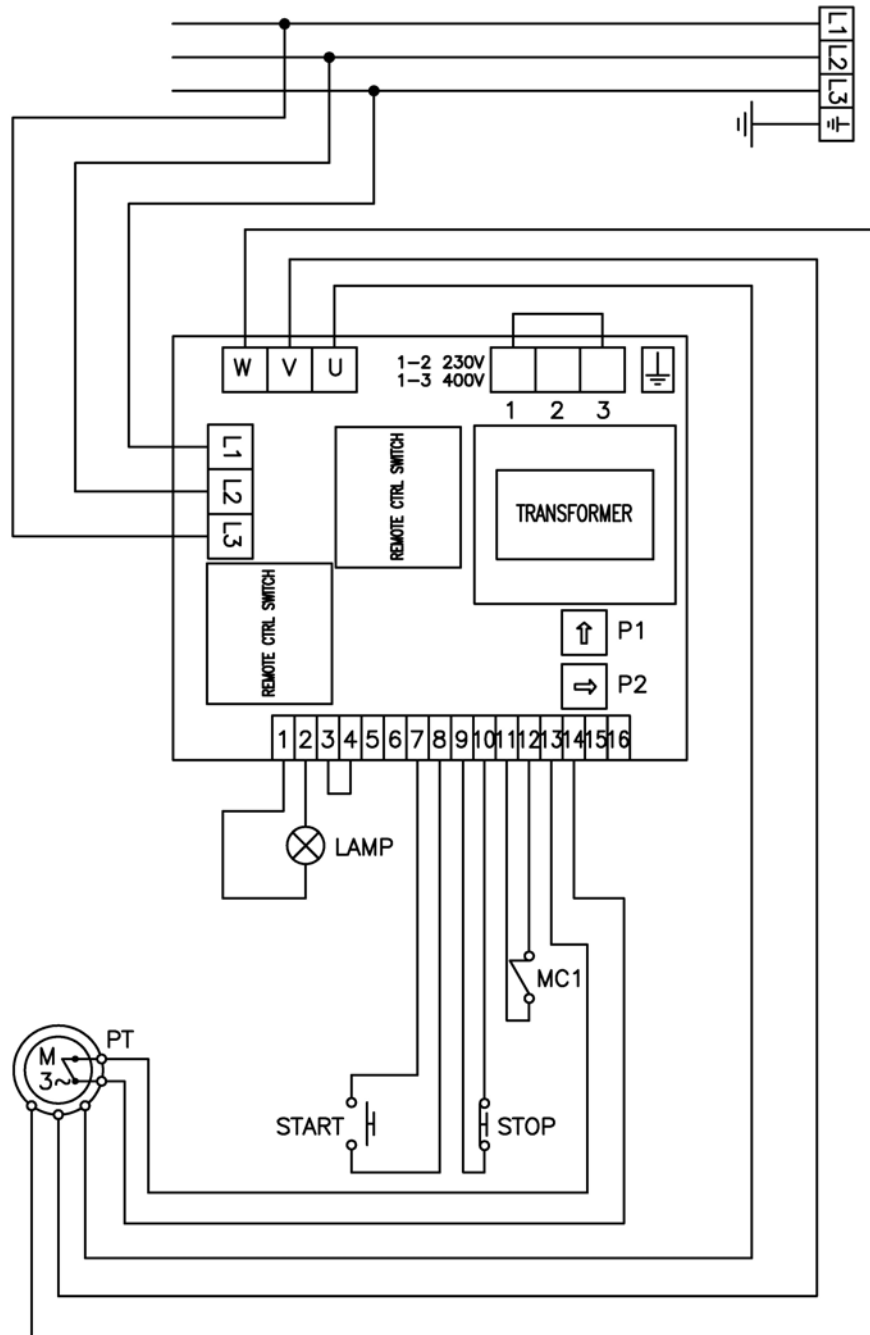 L1
L2
L3
W V U
1-2 230V
1-3 400V
1 2 3
L1
L2
L3
REMOTE CTRL SWITCH
TRANSFORMER
REMOTE CTRL SWITCH
P1
P2
1 2 3 4 5 6 7 8 9 10 11 12 13 14 15 16
LAMP
MC1
PT
M
3~
START
STOP